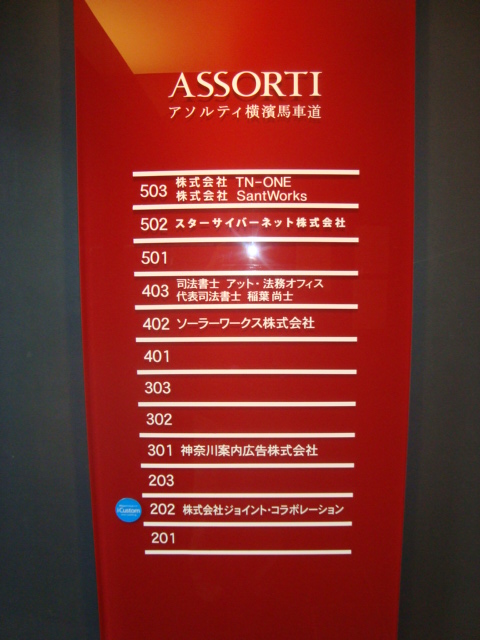 ASSORTI
アソルティ横濱馬車道
503 株式会社 TN-ONE
株式会社 SantWorks
502 スターサイバーネット株式会社
501
403 司法書士 アット・法務オフィス
代表司法書士 稲葉 尚士
402 ソーラーワークス株式会社
401
303
302
301 神奈川案内広告株式会社
203
Custom
202 株式会社ジョイント・コラボレーション
201